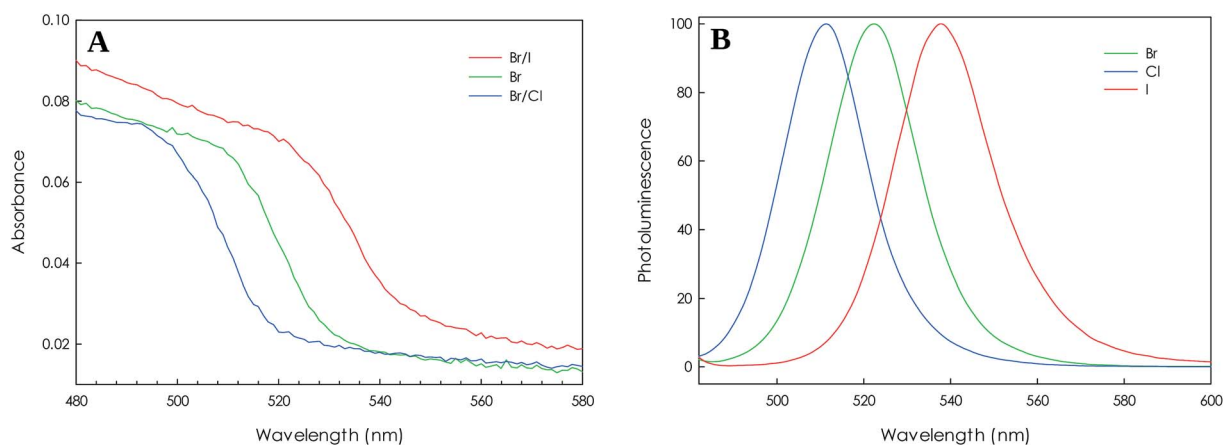 A
0.10
0.08
0.06
0.04
0.02
Absorbance
Br/I
Br
Br/Cl
480 500 520 540 560 580
Wavelength (nm)
B
100
80
60
40
20
0
Photoluminescence
Br
Cl
I
500 520 540 560 580 600
Wavelength (nm)